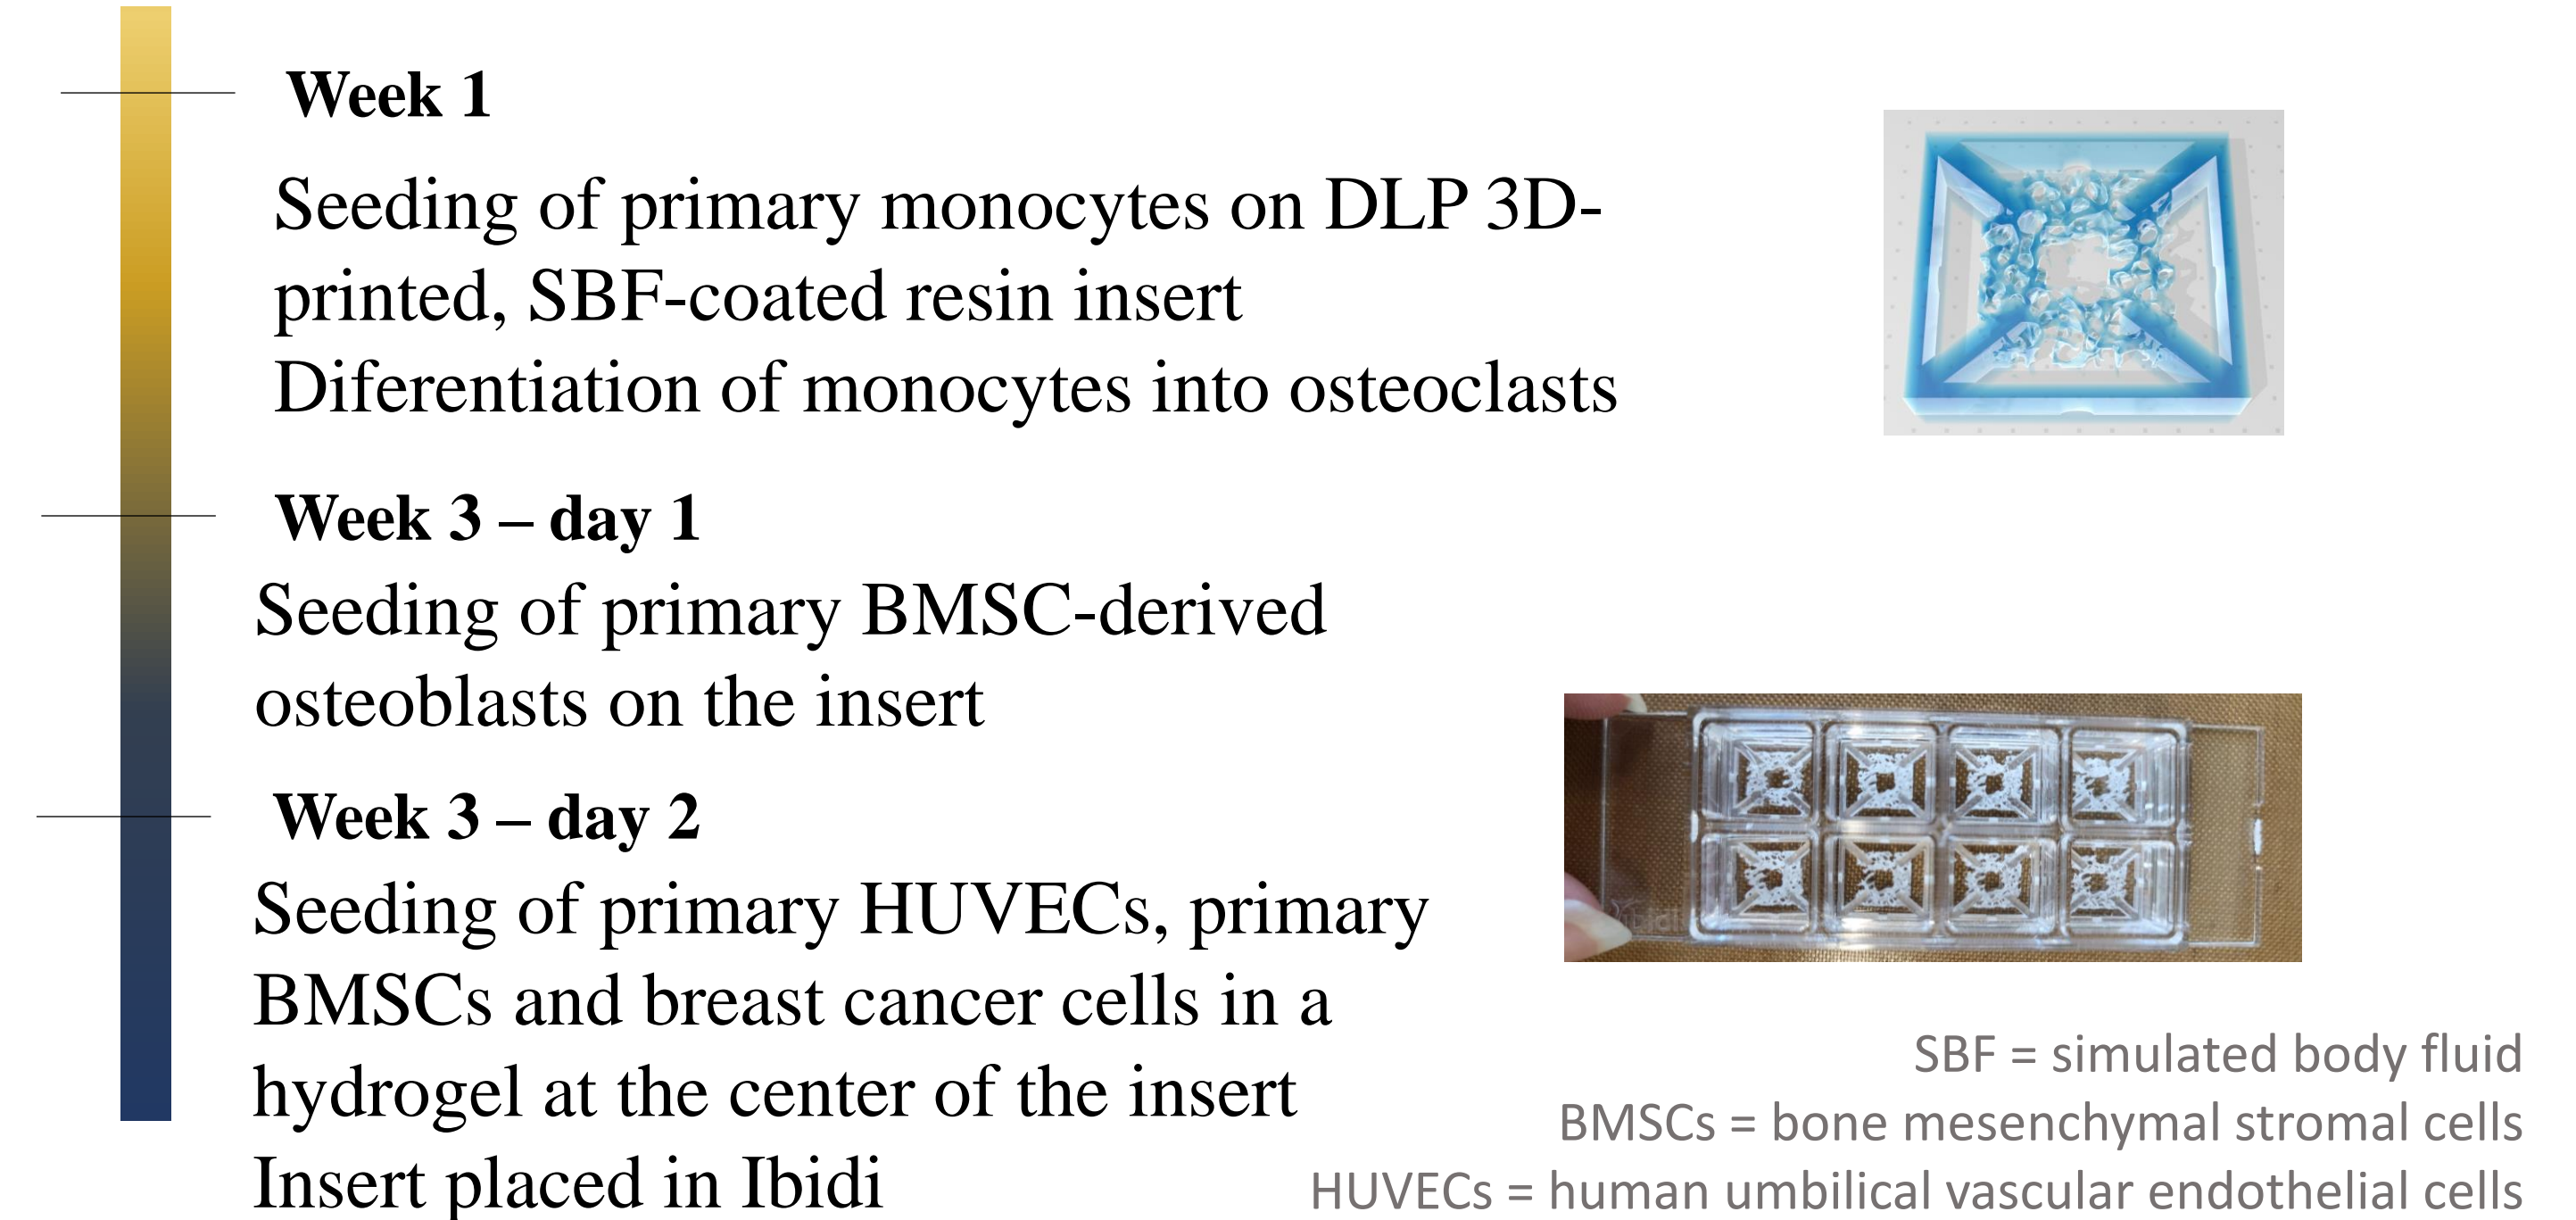 Week 1
Seeding of primary monocytes on DLP 3D-
printed, SBF-coated resin insert
Diferentiation of monocytes into osteoclasts
Week 3 – day 1
Seeding of primary BMSC-derived
osteoblasts on the insert
Week 3 – day 2
Seeding of primary HUVECs, primary
BMSCs and breast cancer cells in a
hydrogel at the center of the insert
Insert placed in Ibidi
SBF = simulated body fluid
BMSCs = bone mesenchymal stromal cells
HUVECs = human umbilical vascular endothelial cells